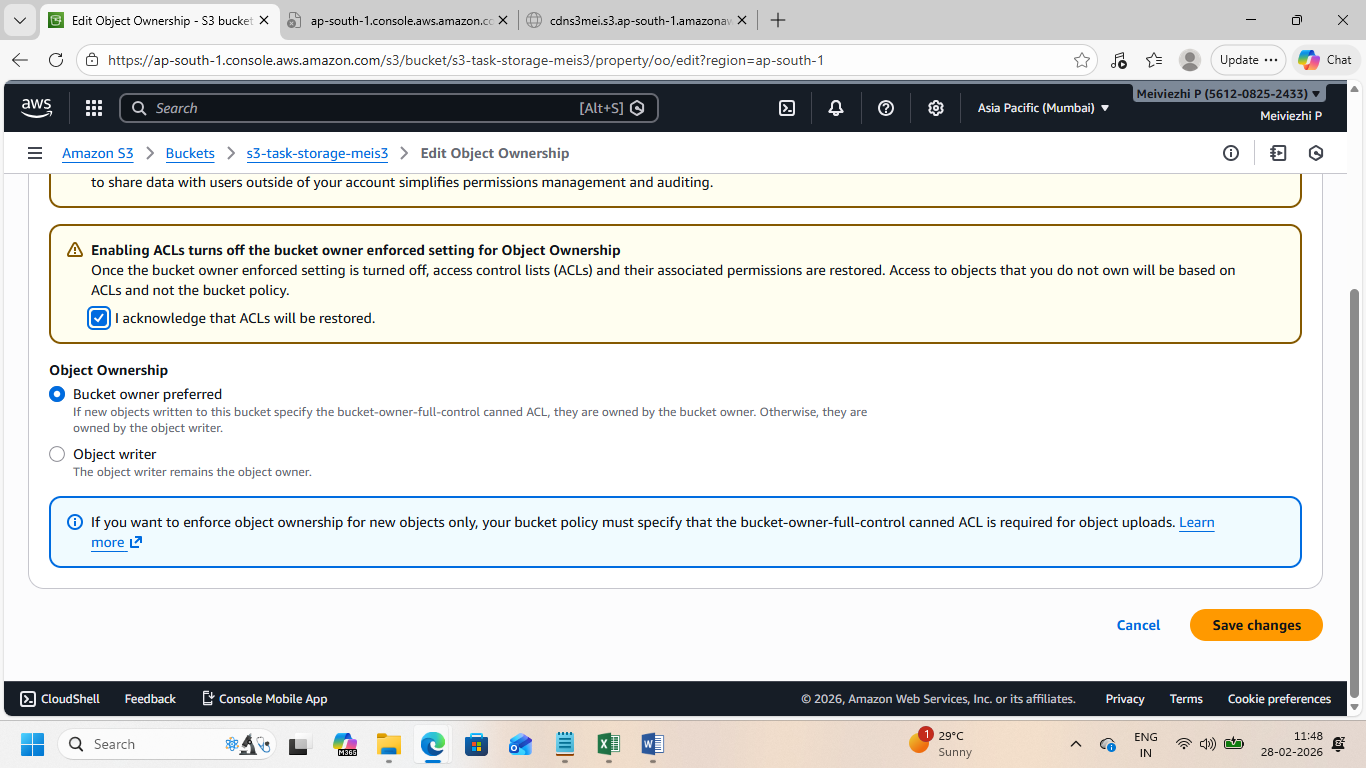 Edit Object Ownership - S3 bucket
ap-south-1.console.aws.amazon.co
cdns3mei.s3.ap-south-1.amazonaw
https://ap-south-1.console.aws.amazon.com/s3/bucket/s3-task-storage-meis3/property/oo/edit?region=ap-south-1
Update
Chat
aws
Search
[Alt+S]
Asia Pacific (Mumbai)
Meiviezhi P (5612-0825-2433)
Meiviezhi P
Amazon S3
Buckets
s3-task-storage-meis3
Edit Object Ownership
to share data with users outside of your account simplifies permissions management and auditing.
Enabling ACLs turns off the bucket owner enforced setting for Object Ownership
Once the bucket owner enforced setting is turned off, access control lists (ACLs) and their associated permissions are restored. Access to objects that you do not own will be based on
ACLs and not the bucket policy.
I acknowledge that ACLs will be restored.
Object Ownership
Bucket owner preferred
If new objects written to this bucket specify the bucket-owner-full-control canned ACL, they are owned by the bucket owner. Otherwise, they are
owned by the object writer.
Object writer
The object writer remains the object owner.
If you want to enforce object ownership for new objects only, your bucket policy must specify that the bucket-owner-full-control canned ACL is required for object uploads. Learn
more
Cancel
Save changes
CloudShell
Feedback
Console Mobile App
© 2026, Amazon Web Services, Inc. or its affiliates.
Privacy
Terms
Cookie preferences
Search
M365
1
29°C
Sunny
ENG
IN
11:48
28-02-2026